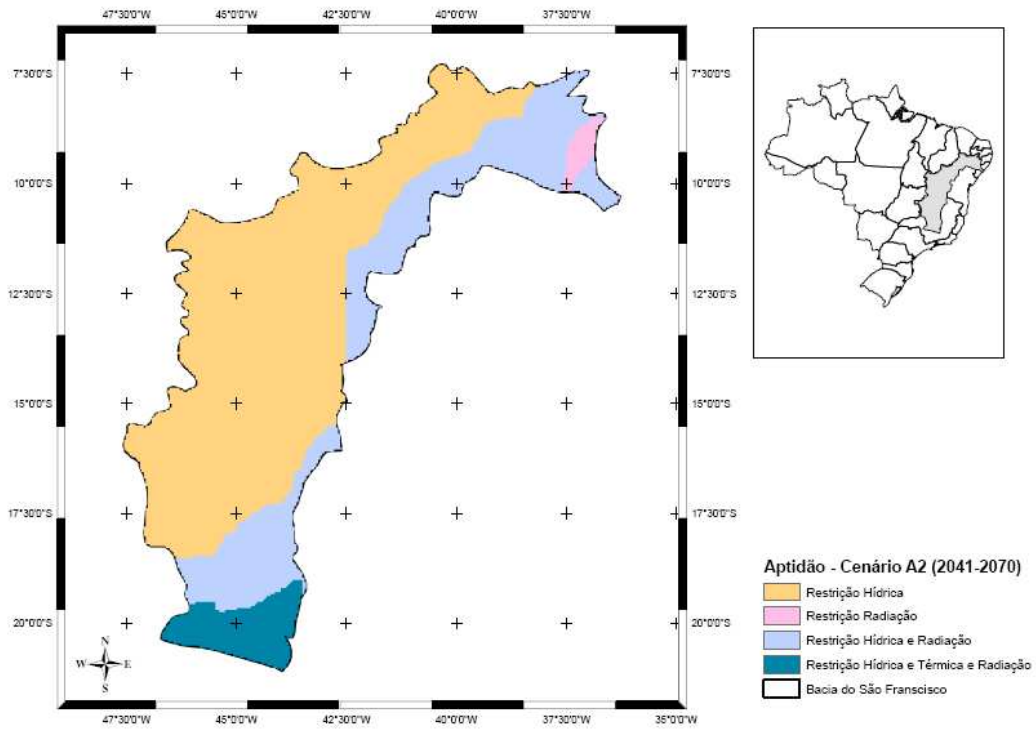 47°30'0"W 45°0'0"W 42°30'0"W 40°0'0"W 37°30'0"W 35°0'0"W
7°30'0"S 7°30'0"S
10°0'0"S 10°0'0"S
12°30'0"S 12°30'0"S
15°0'0"S 15°0'0"S
17°30'0"S 17°30'0"S
20°0'0"S 20°0'0"S
N
W E
S
47°30'0"W 45°0'0"W 42°30'0"W 40°0'0"W 37°30'0"W 35°0'0"W
Aptidão - Cenário A2 (2041-2070)
Restrição Hídrica
Restrição Radiação
Restrição Hídrica e Radiação
Restrição Hídrica e Térmica e Radiação
Bacia do São Franscisco